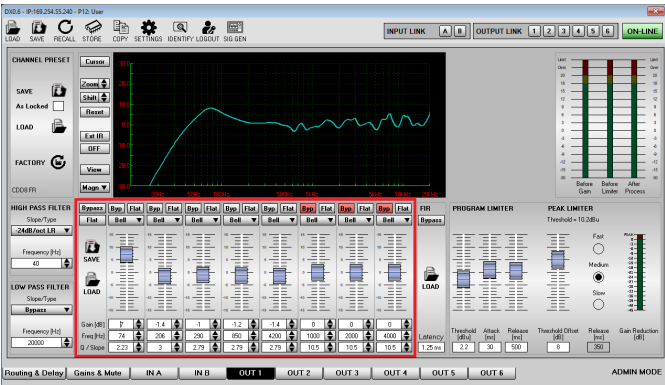 DX0.6 - IP:169.254.55.240 - P12: User
LOAD SAVE RECALL STORE COPY SETTINGS IDENTIFY LOGOUT SIG GEN
INPUT LINK A B OUTPUT LINK 1 2 3 4 5 6 ON-LINE
CHANNEL PRESET
SAVE
As Locked
LOAD
FACTORY
CDD8 FR
Cursor
Zoom
Shift
Reset
Ext IR
OFF
View
Magn
Before Gain
Before Limiter
After Process
HIGH PASS FILTER
Slope/Type
-24dB/oct LR
Frequency [Hz]
40
LOW PASS FILTER
Slope/Type
Bypass
Frequency [Hz]
20000
Bypass Byp Flat Byp Flat Byp Flat Byp Flat Byp Flat Byp Flat Byp Flat Byp Flat
Flat Bell Bell Bell Bell Bell Bell Bell Bell
SAVE
LOAD
Gain [dB] 7 -1.4 -1 -1.2 -1.4 0 0 0
Freq [Hz] 74 206 290 850 4200 1000 2000 4000
Q / Slope 2.23 3 2.79 2.79 2.79 10.5 10.5 10.5
FIR
Bypass
LOAD
Latency
1.25 ms
PROGRAM LIMITER
Threshold [dBu] Attack [ms] Release [ms]
2.2 30 500
PEAK LIMITER
Threshold = 10.2dBu
Fast
Medium
Slow
Threshold Offset [dB] Release [ms] Gain Reduction [dB]
8 350
Routing & Delay Gains & Mute IN A IN B OUT 1 OUT 2 OUT 3 OUT 4 OUT 5 OUT 6 ADMIN MODE